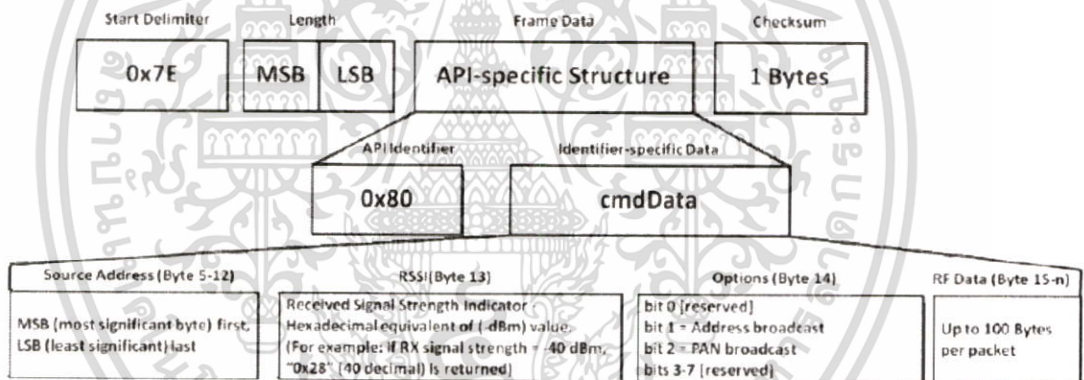 Start Delimiter
Length
Frame Data
Checksum
0x7E
MSB
LSB
API-specific Structure
1 Bytes
API Identifier
Identifier-specific Data
0x80
cmdData
Source Address (Byte 5-12)
MSB (most significant byte) first,
LSB (least significant) last
RSSI(Byte 13)
Received Signal Strength Indicator -
Hexadecimal equivalent of (-dBm) value.
(For example: if RX signal strength = -40 dBm,
"0x28" (40 decimal) is returned)
Options (Byte 14)
bit 0 [reserved]
bit 1 = Address broadcast
bit 2 = PAN broadcast
bits 3-7 [reserved]
RF Data (Byte 15-n)
Up to 100 Bytes
per packet